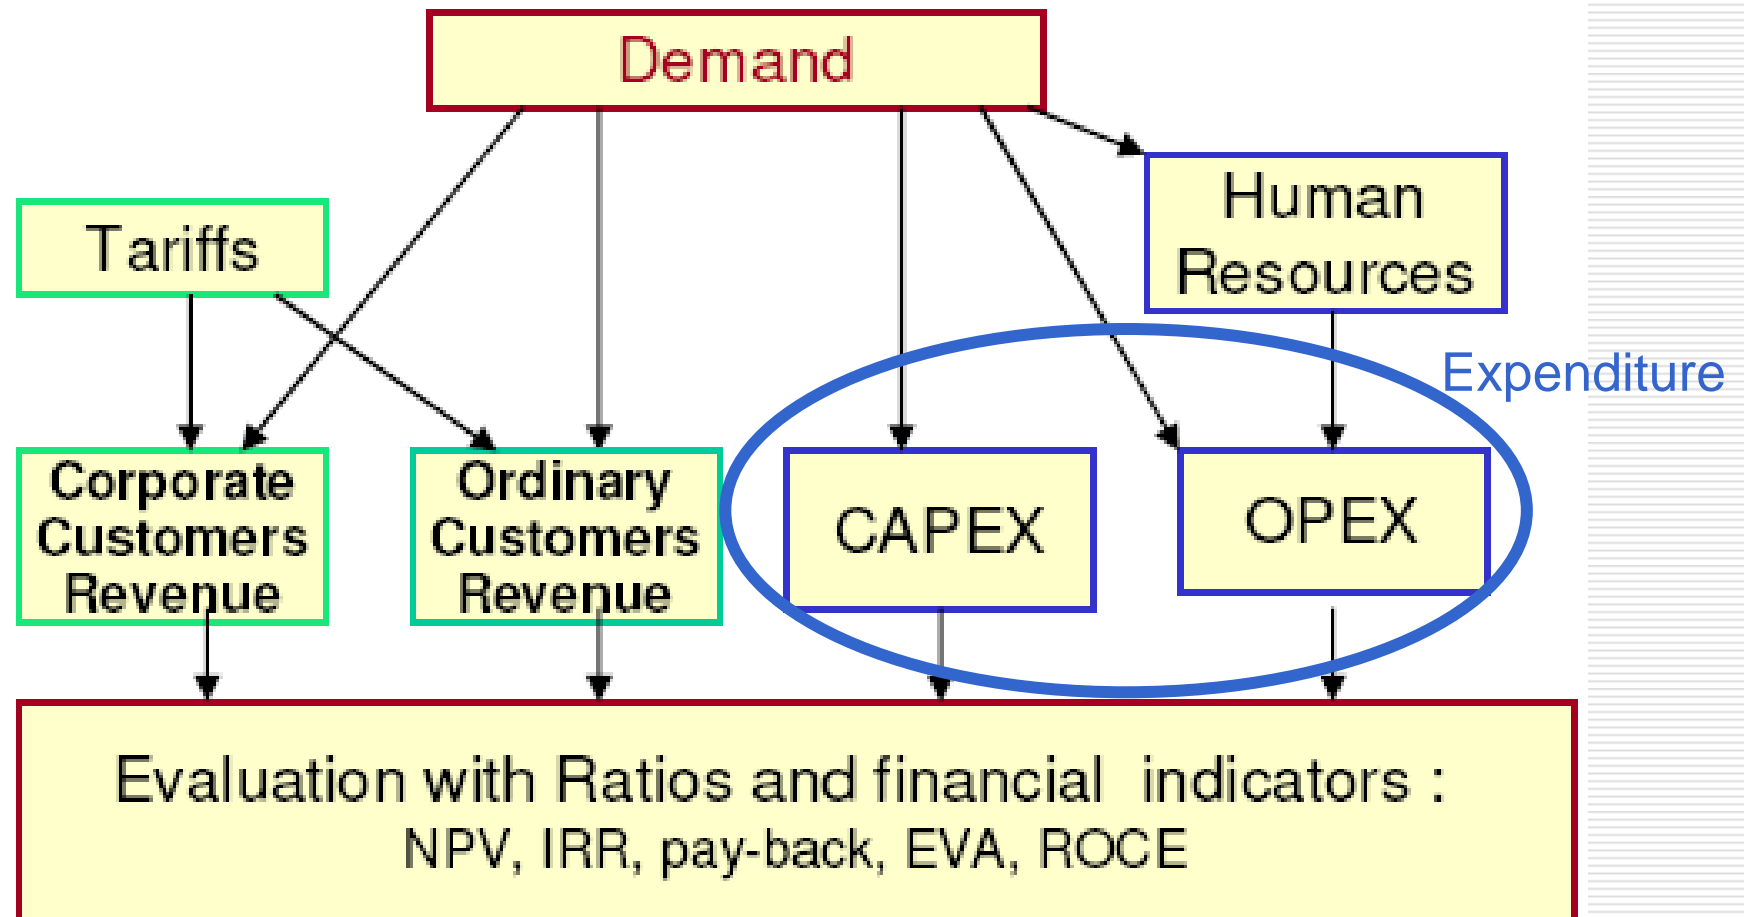 Demand
Human
Resources
Tariffs
Expenditure
Corporate
Customers
Revenue
Ordinary
Customers
Revenue
CAPEX
OPEX
Evaluation with Ratios and financial indicators :
NPV, IRR, pay-back, EVA, ROCE